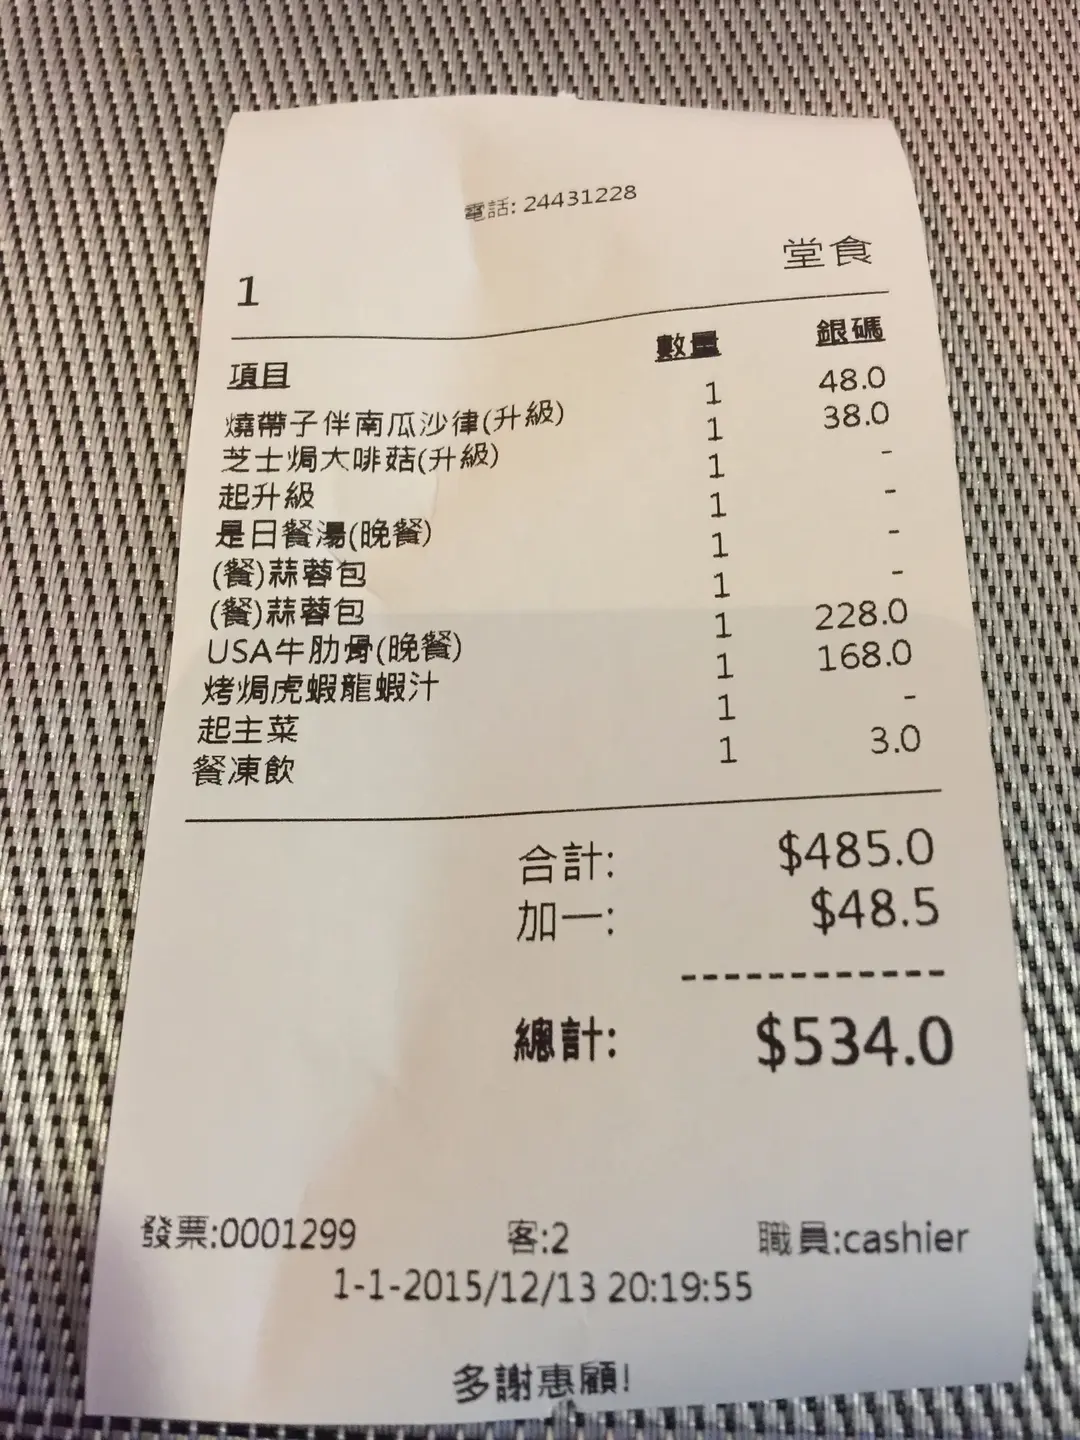 電話: 24431228
1 堂食
項目 數量 銀碼
燒帶子伴南瓜沙律(升級) 1 48.0
芝士焗大啡菇(升級) 1 38.0
起升級 1 -
是日餐湯(晚餐) 1 -
(餐)蒜蓉包 1 -
(餐)蒜蓉包 1 -
USA牛肋骨(晚餐) 1 228.0
烤焗虎蝦龍蝦汁 1 168.0
起主菜 1 -
餐凍飲 1 3.0
合計: $485.0
加一: $48.5
------------
總計: $534.0
發票:0001299 客:2 職員:cashier
1-1-2015/12/13 20:19:55
多謝惠顧!